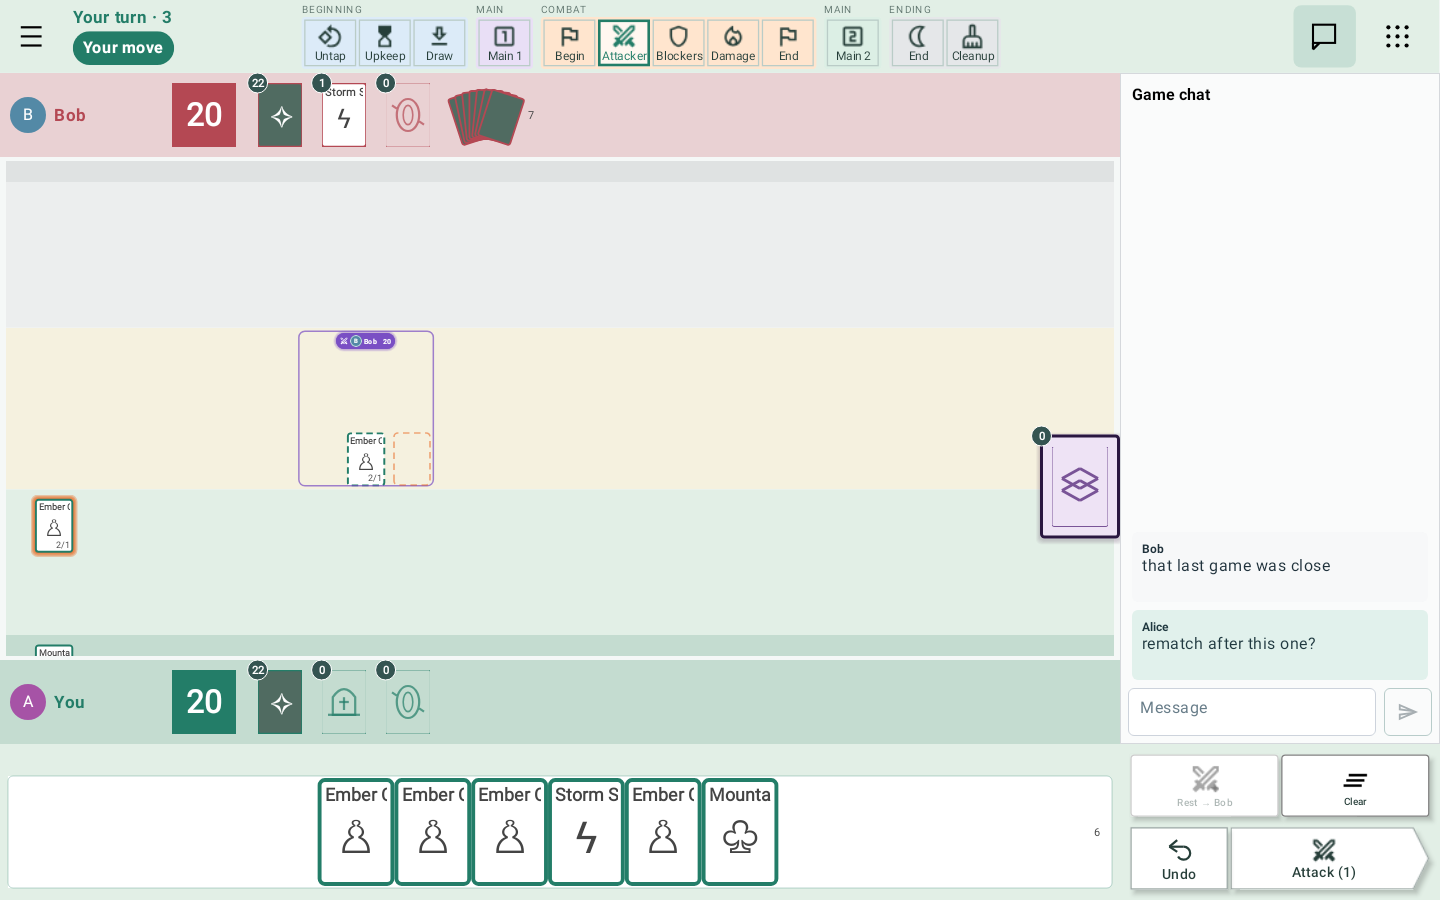 Your turn · 3
Your move
BEGINNING
Untap
Upkeep
Draw
MAIN
1
Main 1
COMBAT
Begin
Attacker
Blockers
Damage
End
MAIN
2
Main 2
ENDING
End
Cleanup
B
Bob
20
22
1
Storm S
0
7
B Bob 20
Ember C
2/1
Ember C
2/1
0
Mounta
A
You
20
22
0
0
Ember C
Ember C
Ember C
Storm S
Ember C
Mounta
6
Game chat
Bob
that last game was close
Alice
rematch after this one?
Message
Rest → Bob
Clear
Undo
Attack (1)